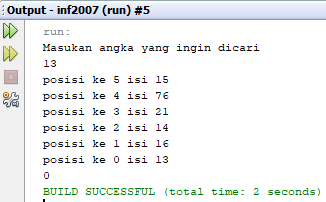 Output - inf2007 (run) #5
run:
Masukan angka yang ingin dicari
13
posisi ke 5 isi 15
posisi ke 4 isi 76
posisi ke 3 isi 21
posisi ke 2 isi 14
posisi ke 1 isi 16
posisi ke 0 isi 13
0
BUILD SUCCESSFUL (total time: 2 seconds)